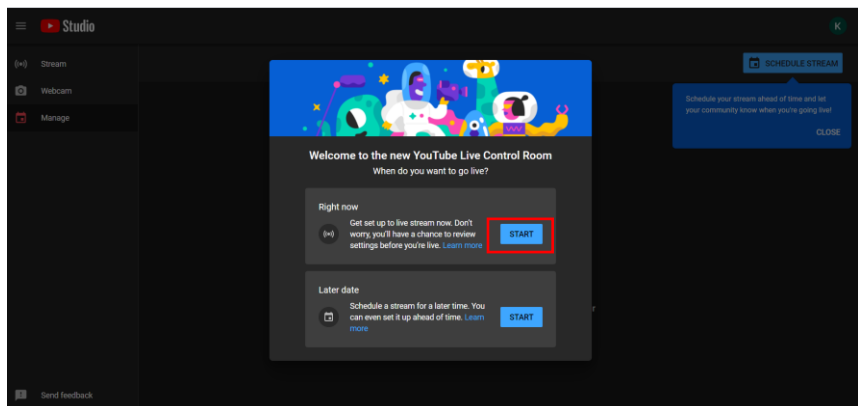 Studio
K
Stream
SCHEDULE STREAM
Webcam
Manage
Schedule your stream ahead of time and let
your community know when you're going live!
CLOSE
Welcome to the new YouTube Live Control Room
When do you want to go live?
Right now
Get set up to live stream now. Don't
worry, you'll have a chance to review
settings before you're live. Learn more
START
Later date
Schedule a stream for a later time. You
can even set it up ahead of time. Learn
more
START
r
Send feedback